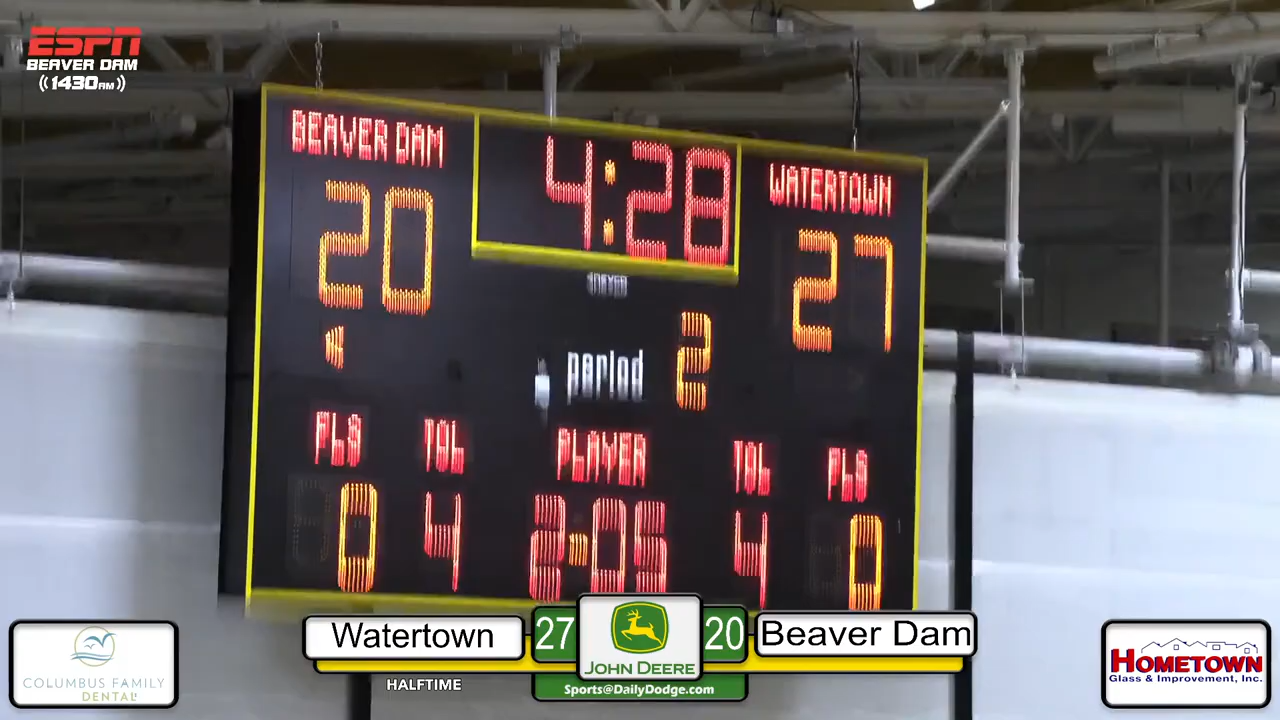 ESPN
BEAVER DAM
1430 AM
BEAVER DAM
4:28
WATERTOWN
20
27
period 2
FLS TOL PLAYER TOL FLS
0 4 2-05 4 0
Watertown 27 20 Beaver Dam
JOHN DEERE
HALFTIME
Sports@DailyDodge.com
COLUMBUS FAMILY
DENTAL
HOMETOWN
Glass & Improvement, Inc.